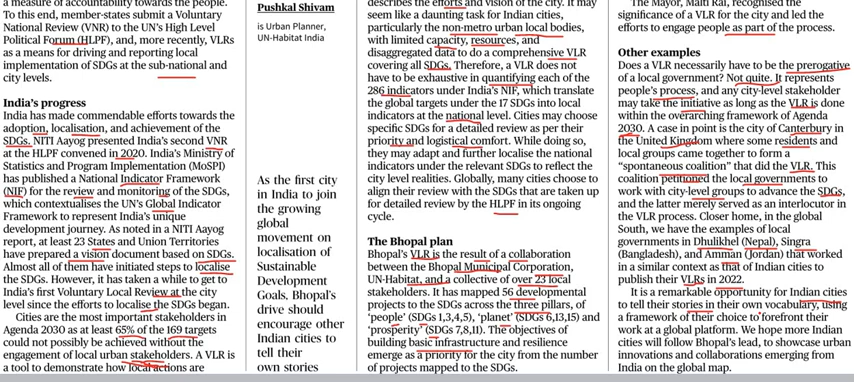 a measure of accountability towards the people.
To this end, member-states submit a Voluntary
National Review (VNR) to the UN's High Level
Political Forum (HLPF), and, more recently, VLRs
as a means for driving and reporting local
implementation of SDGs at the sub-national and
city levels.
India's progress
India has made commendable efforts towards the
adoption, localisation, and achievement of the
SDGs. NITI Aayog presented India's second VNR
at the HLPF convened in 2020. India's Ministry of
Statistics and Program Implementation (MoSPI)
has published a National Indicator Framework
(NIF) for the review and monitoring of the SDGs,
which contextualises the UN's Global Indicator
Framework to represent India's unique
development journey. As noted in a NITI Aayog
report, at least 23 States and Union Territories
have prepared a vision document based on SDGs.
Almost all of them have initiated steps to localise
the SDGs. However, it has taken a while to get to
India's first Voluntary Local Review at the city
level since the efforts to localise the SDGs began.
Cities are the most important stakeholders in
Agenda 2030 as at least 65% of the 169 targets
could not possibly be achieved without the
engagement of local urban stakeholders. A VLR is
a tool to demonstrate how local actions are
Pushkal Shivam
is Urban Planner,
UN-Habitat India
As the first city
in India to join
the growing
global
movement on
localisation of
Sustainable
Development
Goals, Bhopal's
drive should
encourage other
Indian cities to
tell their
own stories
describes the efforts and vision of the city. It may
seem like a daunting task for Indian cities,
particularly the non-metro urban local bodies,
with limited capacity, resources, and
disaggregated data to do a comprehensive VLR
covering all SDGs. Therefore, a VLR does not
have to be exhaustive in quantifying each of the
286 indicators under India's NIF, which translate
the global targets under the 17 SDGs into local
indicators at the national level. Cities may choose
specific SDGs for a detailed review as per their
priority and logistical comfort. While doing so,
they may adapt and further localise the national
indicators under the relevant SDGs to reflect the
city level realities. Globally, many cities choose to
align their review with the SDGs that are taken up
for detailed review by the HLPF in its ongoing
cycle.
The Bhopal plan
Bhopal's VLR is the result of a collaboration
between the Bhopal Municipal Corporation,
UN-Habitat, and a collective of over 23 local
stakeholders. It has mapped 56 developmental
projects to the SDGs across the three pillars, of
'people' (SDGs 1,3,4,5), 'planet' (SDGs 6,13,15) and
'prosperity' (SDGs 7,8,11). The objectives of
building basic infrastructure and resilience
emerge as a priority for the city from the number
of projects mapped to the SDGs.
The Mayor, Malti Rai, recognised the
significance of a VLR for the city and led the
efforts to engage people as part of the process.
Other examples
Does a VLR necessarily have to be the prerogative
of a local government? Not quite. It represents
people's process, and any city-level stakeholder
may take the initiative as long as the VLR is done
within the overarching framework of Agenda
2030. A case in point is the city of Canterbury in
the United Kingdom where some residents and
local groups came together to form a
"spontaneous coalition" that did the VLR. This
coalition petitioned the local governments to
work with city-level groups to advance the SDGs,
and the latter merely served as an interlocutor in
the VLR process. Closer home, in the global
South, we have the examples of local
governments in Dhulikhel (Nepal), Singra
(Bangladesh), and Amman (Jordan) that worked
in a similar context as that of Indian cities to
publish their VLRs in 2022.
It is a remarkable opportunity for Indian cities
to tell their stories in their own vocabulary, using
a framework of their choice to forefront their
work at a global platform. We hope more Indian
cities will follow Bhopal's lead, to showcase urban
innovations and collaborations emerging from
India on the global map.